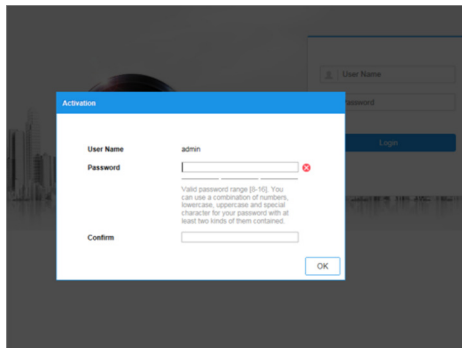 User Name
Password
Login
Activation
User Name admin
Password
Valid password range [8-16]. You
can use a combination of numbers,
lowercase, uppercase and special
character for your password with at
least two kinds of them contained.
Confirm
OK